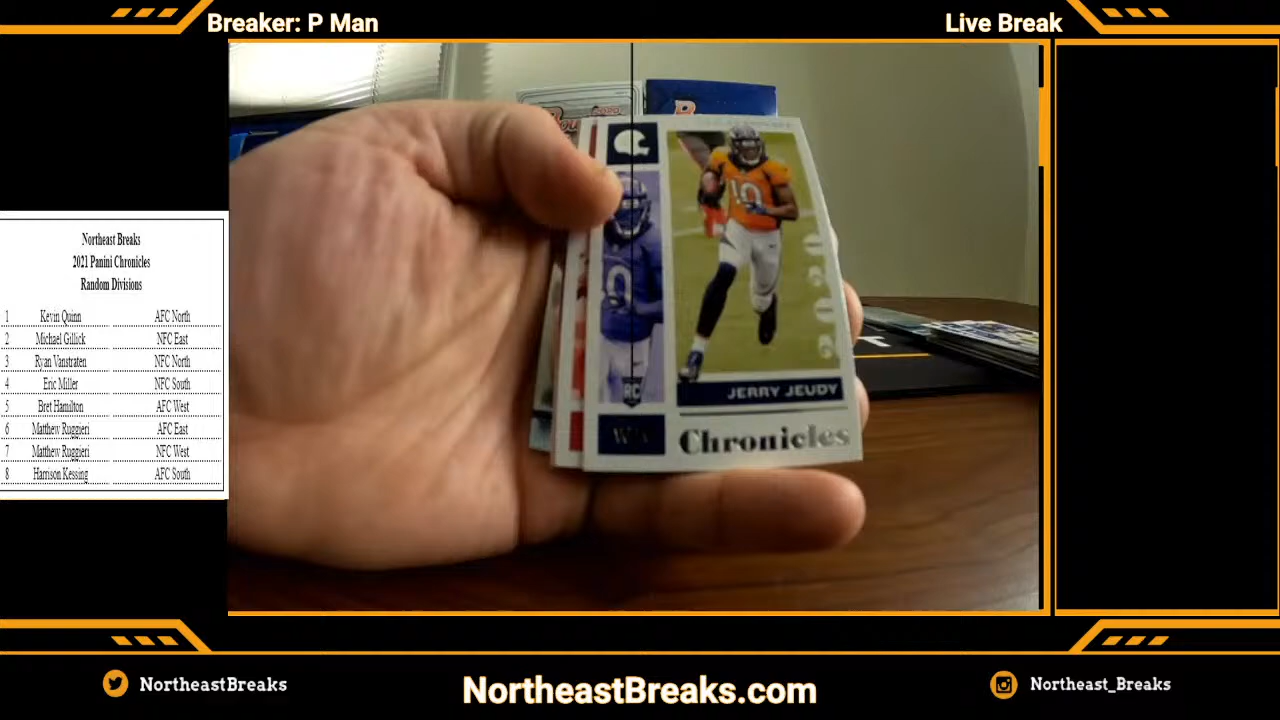 Breaker: P Man
Live Break
Northeast Breaks
2021 Panini Chronicles
Random Divisions
1 Kevin Quinn AFC North
2 Michael Gillick NFC East
3 Ryan Vanstraten NFC North
4 Eric Miller NFC South
5 Bret Hamilton AFC West
6 Matthew Ruggieri AFC East
7 Matthew Ruggieri NFC West
8 Harrison Kessing AFC South
10
RC
JERRY JEUDY
Chronicles
NortheastBreaks
NortheastBreaks.com
Northeast_Breaks